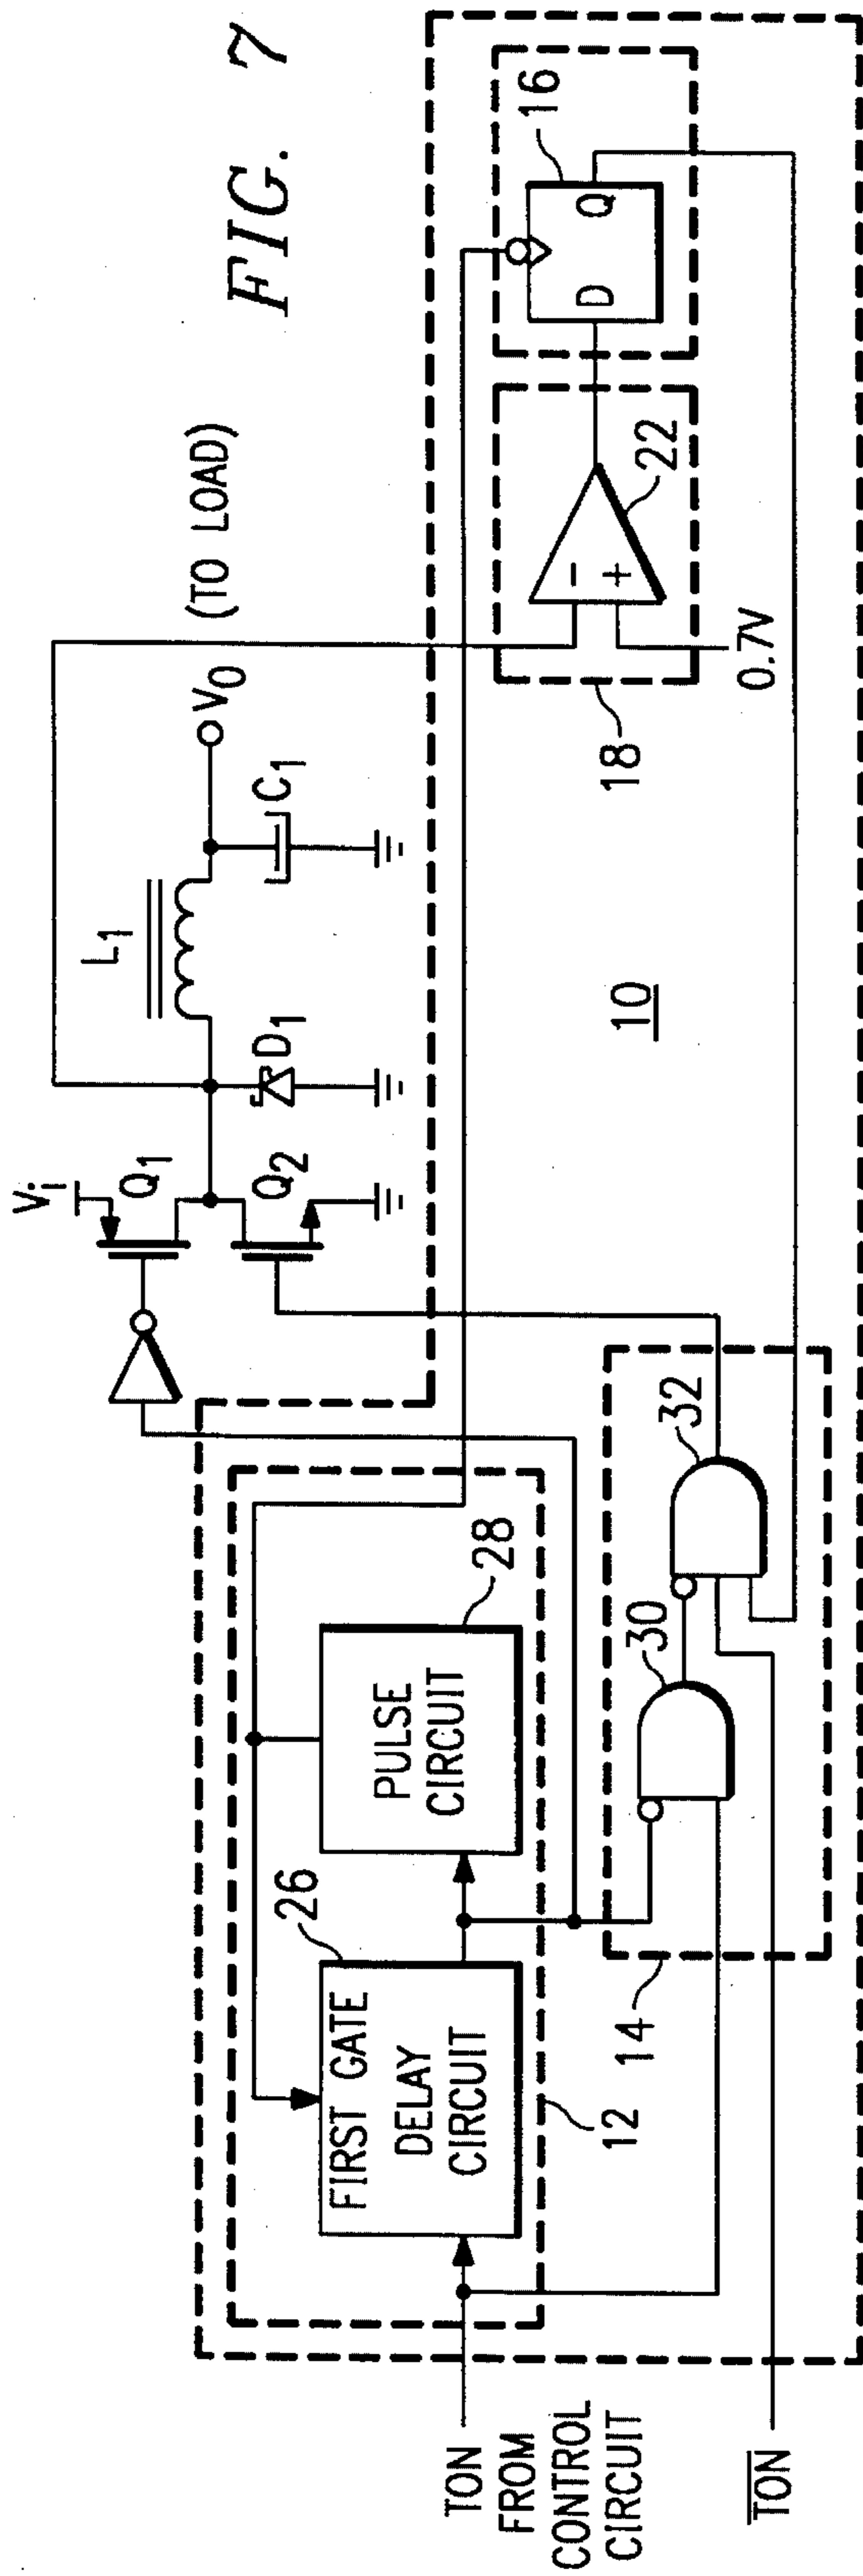 FIG. 7
(TO LOAD)
Vi
Q1
Q2
L1
D1
C1
V0
16
D
Q
22
-
+
18
0.7V
10
28
PULSE
CIRCUIT
26
FIRST GATE
DELAY
CIRCUIT
12
32
30
14
TON
FROM
CONTROL
CIRCUIT
TON